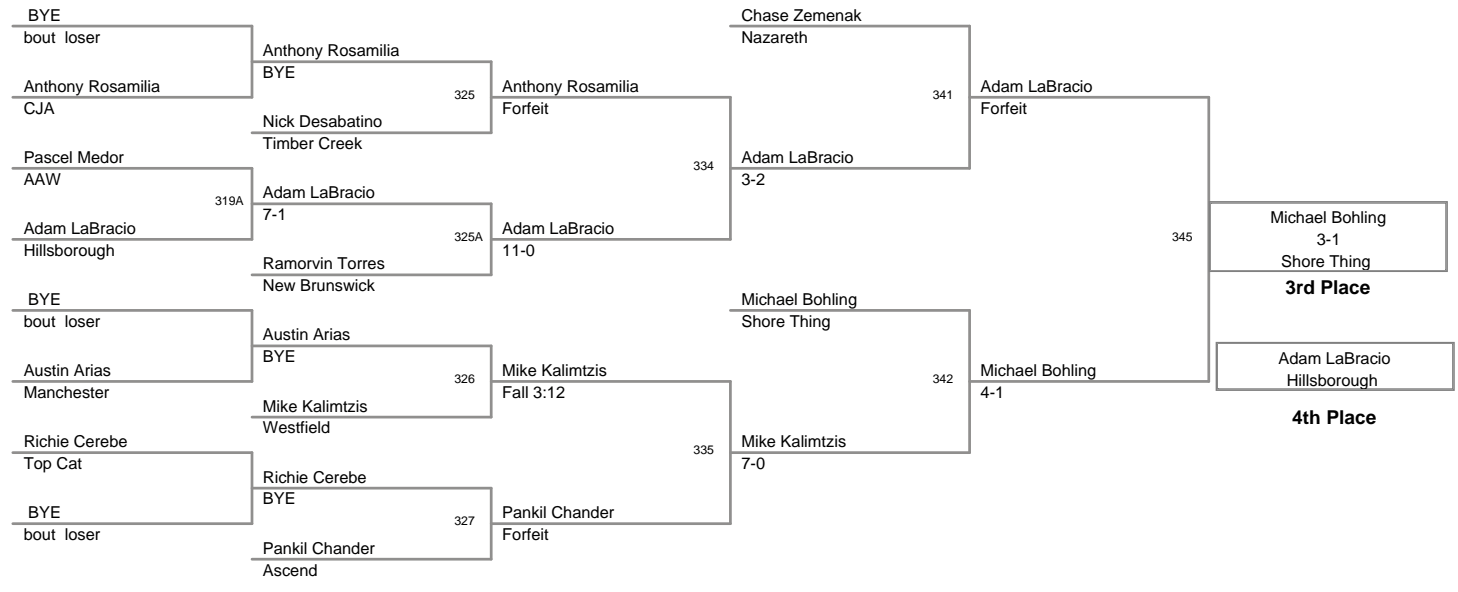 BYE
bout loser
Anthony Rosamilia
CJA
Pascel Medor
AAW
319A
Adam LaBracio
Hillsborough
BYE
bout loser
Austin Arias
Manchester
Richie Cerebe
Top Cat
BYE
bout loser
Anthony Rosamilia
BYE
325
Nick Desabatino
Timber Creek
Adam LaBracio
7-1
325A
Ramorvin Torres
New Brunswick
Austin Arias
BYE
326
Mike Kalimtzis
Westfield
Richie Cerebe
BYE
327
Pankil Chander
Ascend
Anthony Rosamilia
Forfeit
334
Adam LaBracio
11-0
Mike Kalimtzis
Fall 3:12
335
Pankil Chander
Forfeit
Chase Zemenak
Nazareth
341
Adam LaBracio
3-2
Michael Bohling
Shore Thing
342
Mike Kalimtzis
7-0
Adam LaBracio
Forfeit
345
Michael Bohling
4-1
Michael Bohling
3-1
Shore Thing
3rd Place
Adam LaBracio
Hillsborough
4th Place